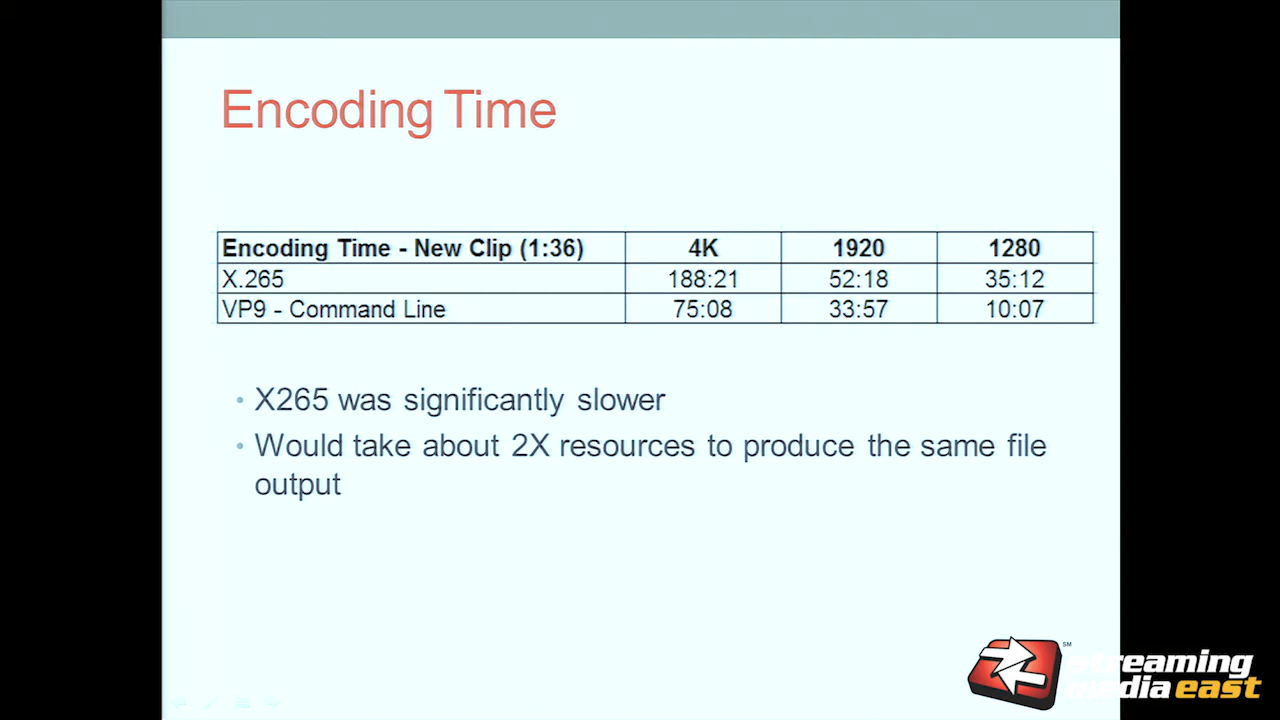 Encoding Time
Encoding Time - New Clip (1:36) 4K 1920 1280
X.265 188:21 52:18 35:12
VP9 - Command Line 75:08 33:57 10:07
• X265 was significantly slower
• Would take about 2X resources to produce the same file
output
SM
streaming
media east